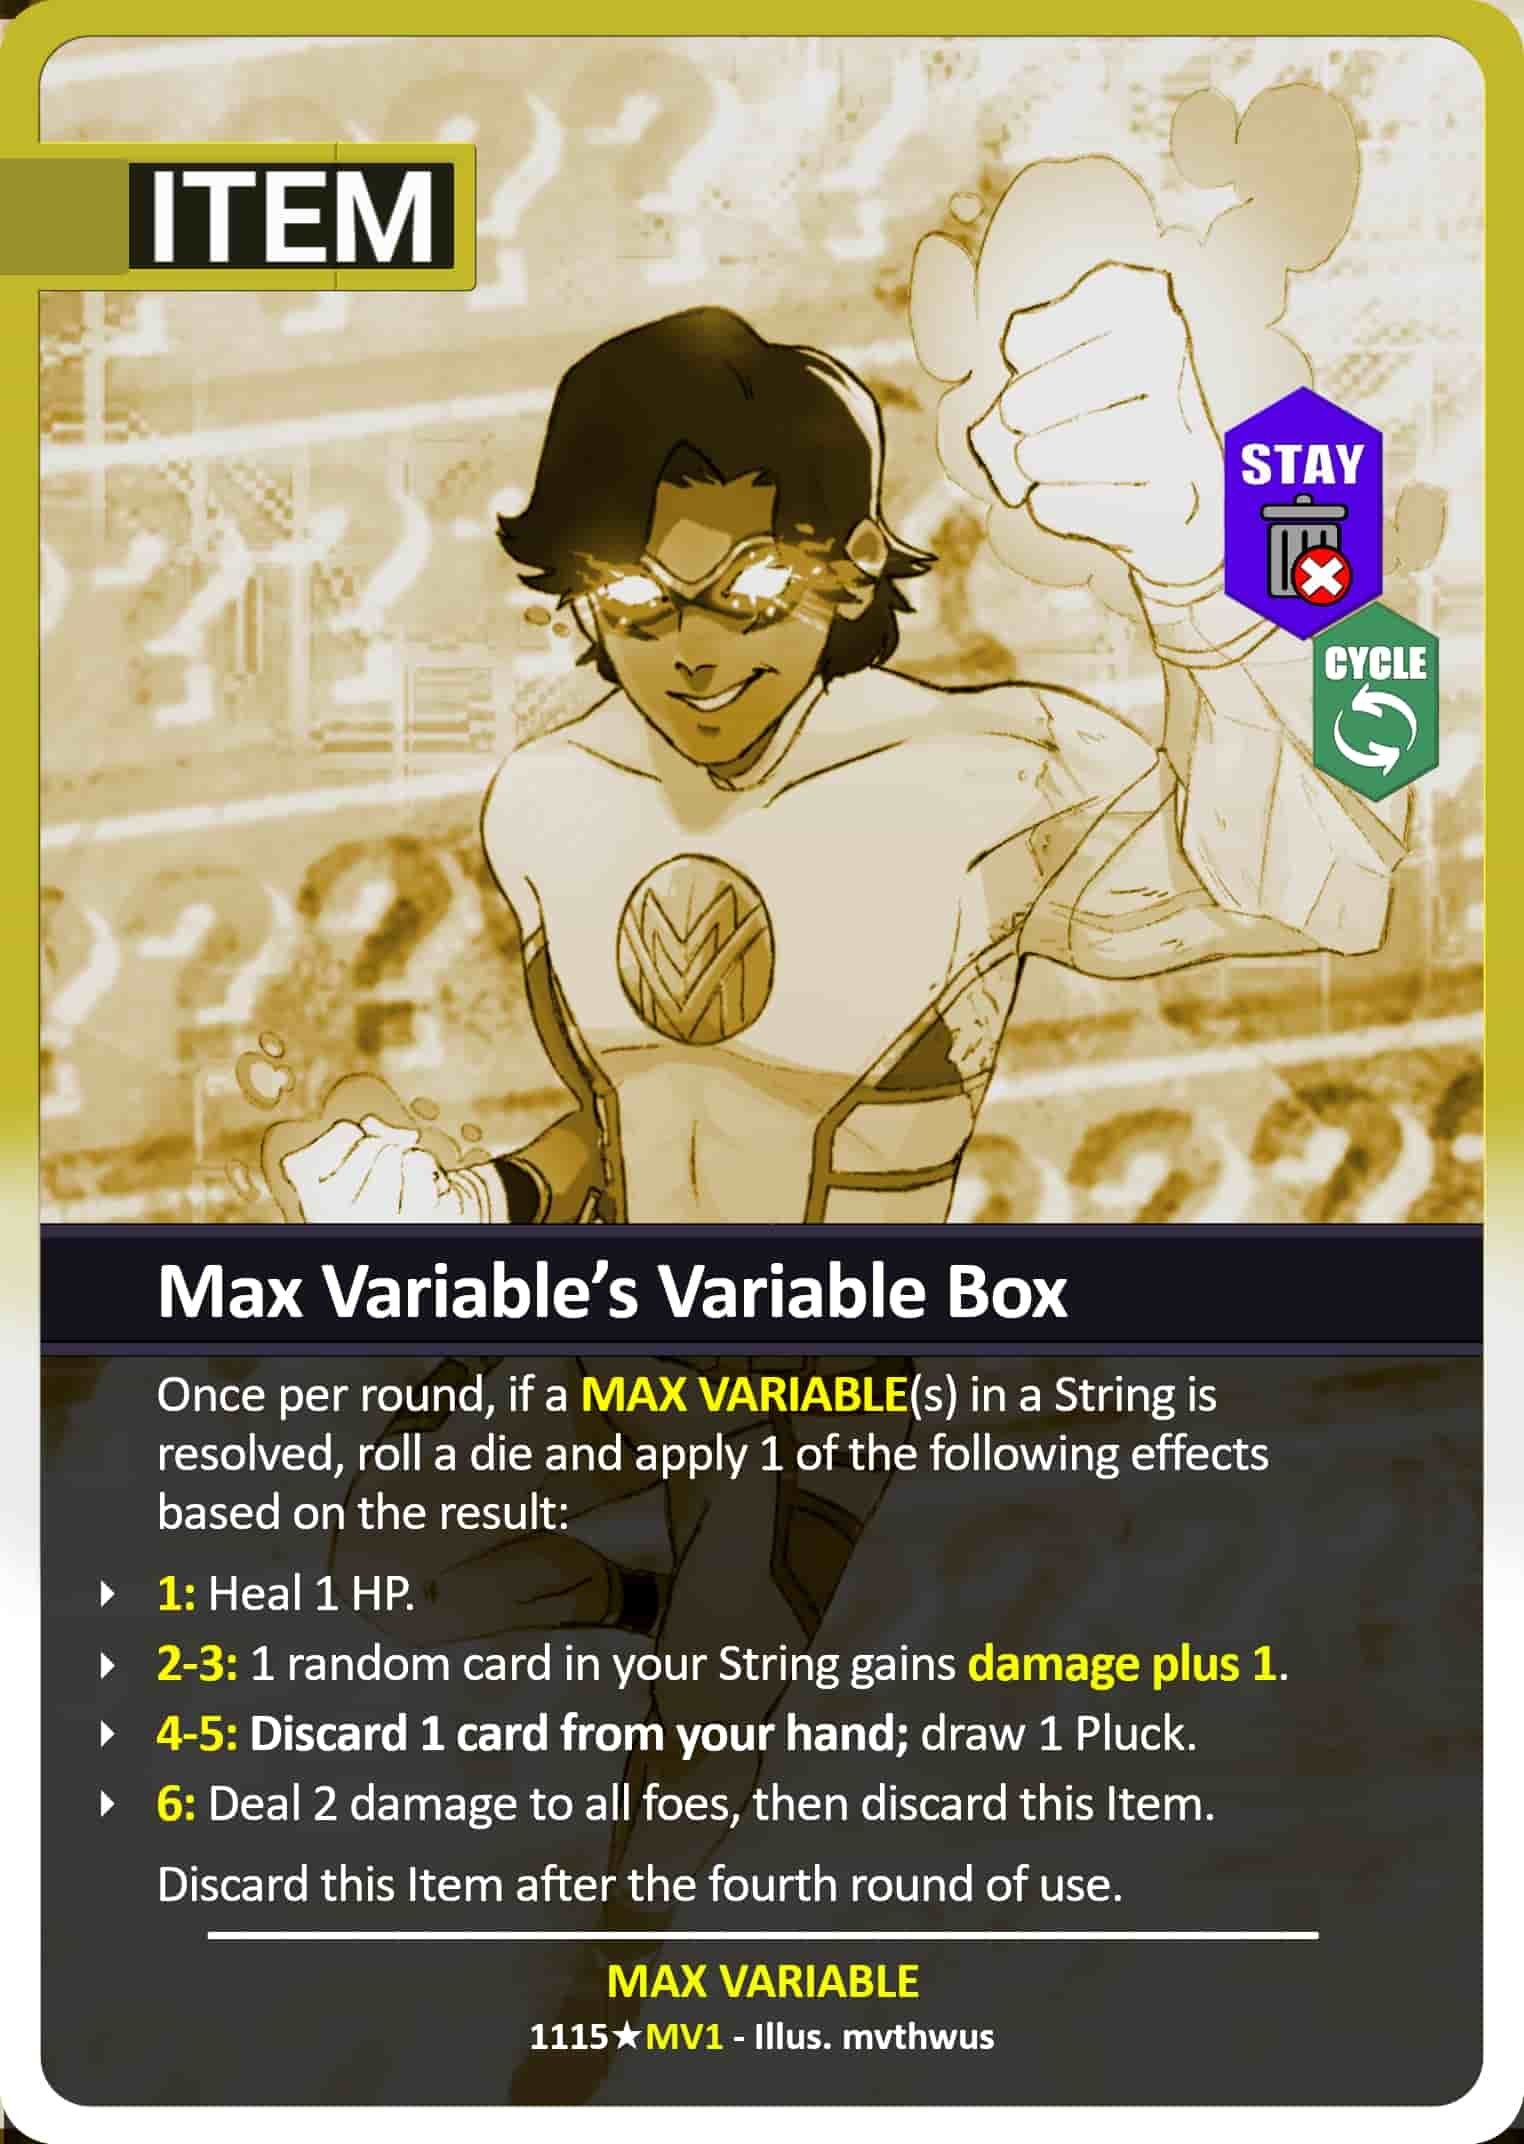 ITEM
STAY
CYCLE
Max Variable’s Variable Box
Once per round, if a MAX VARIABLE(s) in a String is
resolved, roll a die and apply 1 of the following effects
based on the result:
1: Heal 1 HP.
2-3: 1 random card in your String gains damage plus 1.
4-5: Discard 1 card from your hand; draw 1 Pluck.
6: Deal 2 damage to all foes, then discard this Item.
Discard this Item after the fourth round of use.
MAX VARIABLE
1115★MV1 - Illus. mvthwus